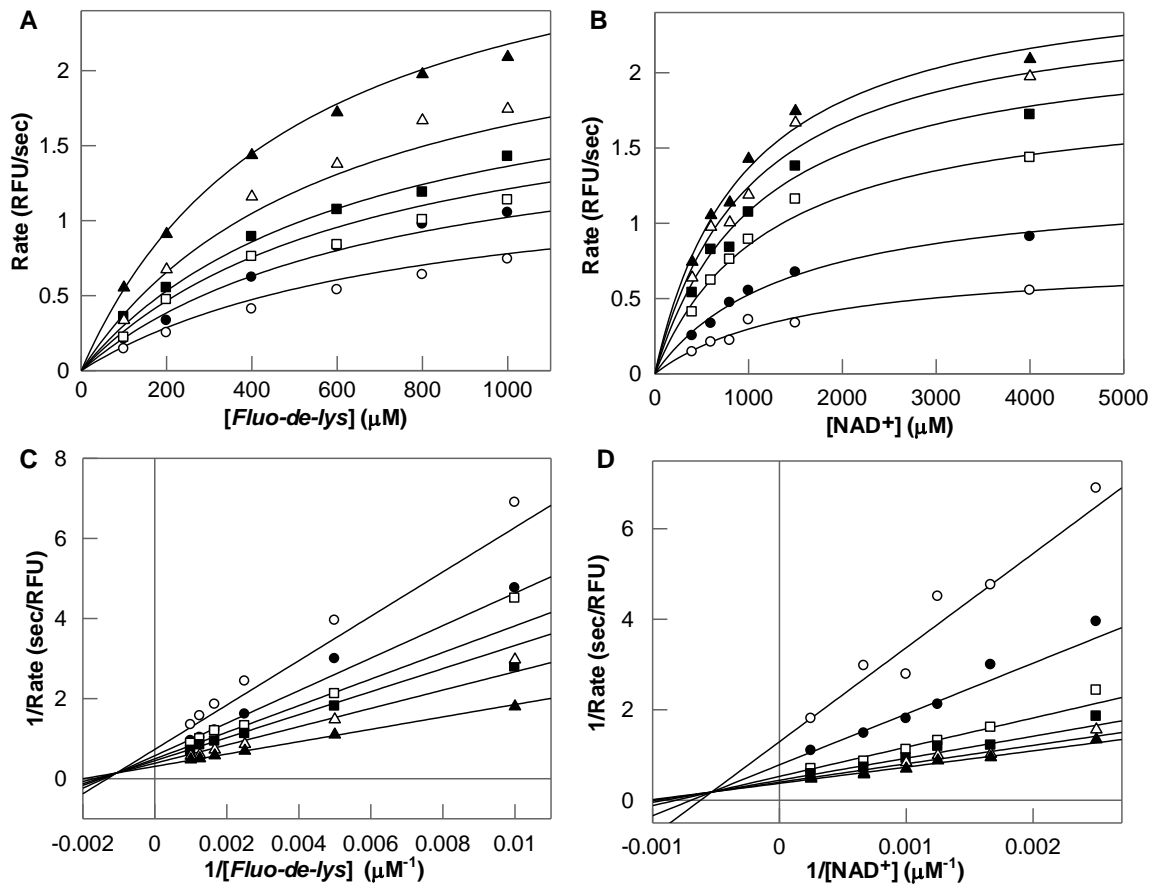 A
Rate (RFU/sec)
2
1.5
1
0.5
0
0 200 400 600 800 1000
[Fluo-de-lys] (μM)
B
Rate (RFU/sec)
2
1.5
1
0.5
0
0 1000 2000 3000 4000 5000
[NAD+] (μM)
C
1/Rate (sec/RFU)
8
6
4
2
0
-0.002 0 0.002 0.004 0.006 0.008 0.01
1/[Fluo-de-lys] (μM-1)
D
1/Rate (sec/RFU)
6
4
2
0
-0.001 0 0.001 0.002
1/[NAD+] (μM-1)